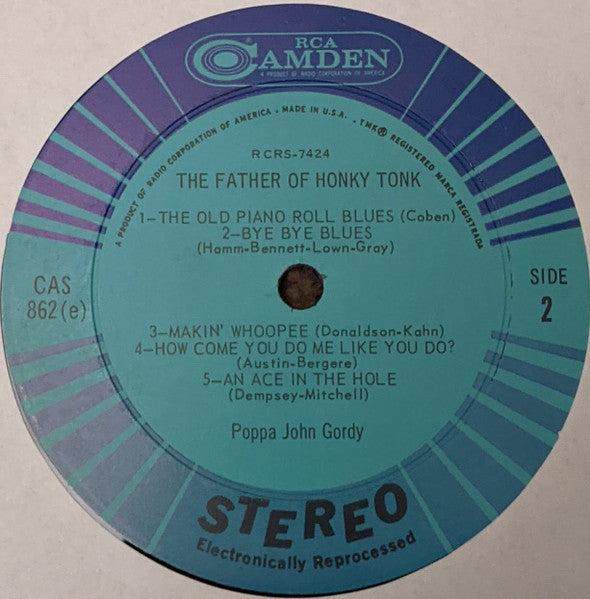 RCA
CAMDEN
A PRODUCT OF RADIO CORPORATION OF AMERICA
A PRODUCT OF RADIO CORPORATION OF AMERICA • MADE IN U.S.A. • TMK® REGISTERED MARCA REGISTRADA
RCRS-7424
THE FATHER OF HONKY TONK
1—THE OLD PIANO ROLL BLUES (Coben)
2—BYE BYE BLUES
(Hamm-Bennett-Lown-Gray)
CAS
862(e)
SIDE
2
3—MAKIN' WHOOPEE (Donaldson-Kahn)
4—HOW COME YOU DO ME LIKE YOU DO?
(Austin-Bergere)
5—AN ACE IN THE HOLE
(Dempsey-Mitchell)
Poppa John Gordy
STEREO
Electronically Reprocessed